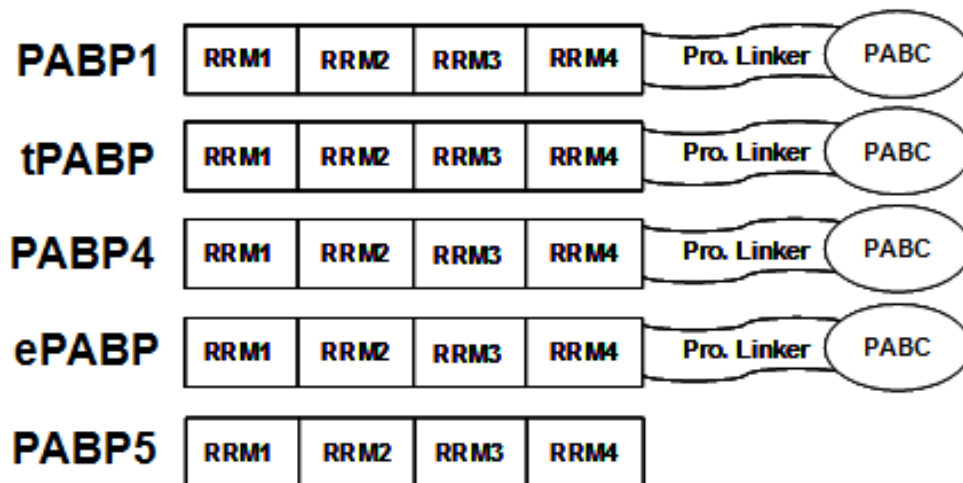 PABP1 RRM1 RRM2 RRM3 RRM4 Pro. Linker PABC
tPABP RRM1 RRM2 RRM3 RRM4 Pro. Linker PABC
PABP4 RRM1 RRM2 RRM3 RRM4 Pro. Linker PABC
ePABP RRM1 RRM2 RRM3 RRM4 Pro. Linker PABC
PABP5 RRM1 RRM2 RRM3 RRM4